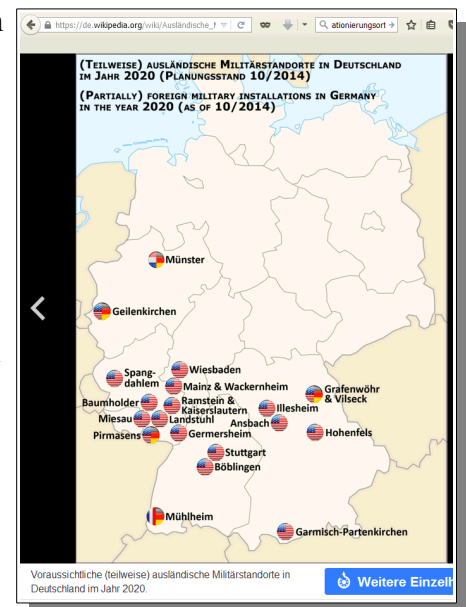 https://de.wikipedia.org/wiki/Ausländische_
ationierungsort
(Teilweise) ausländische Militärstandorte in Deutschland
im Jahr 2020 (Planungsstand 10/2014)
(Partially) foreign military installations in Germany
in the year 2020 (as of 10/2014)
Münster
Geilenkirchen
Spang-
dahlem
Wiesbaden
Mainz & Wackernheim
Baumholder
Ramstein &
Kaiserslautern
Grafenwöhr
& Vilseck
Illesheim
Miesau
Landstuhl
Ansbach
Pirmasens
Germersheim
Hohenfels
Stuttgart
Böblingen
Mühlheim
Garmisch-Partenkirchen
Voraussichtliche (teilweise) ausländische Militärstandorte in
Deutschland im Jahr 2020.
Weitere Einzelh